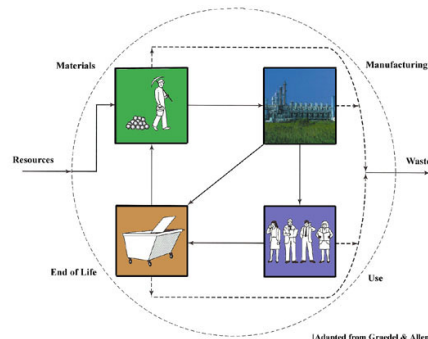 Materials
Manufacturing
Resources
Waste
End of Life
Use
[Adapted from Graedel & Allen